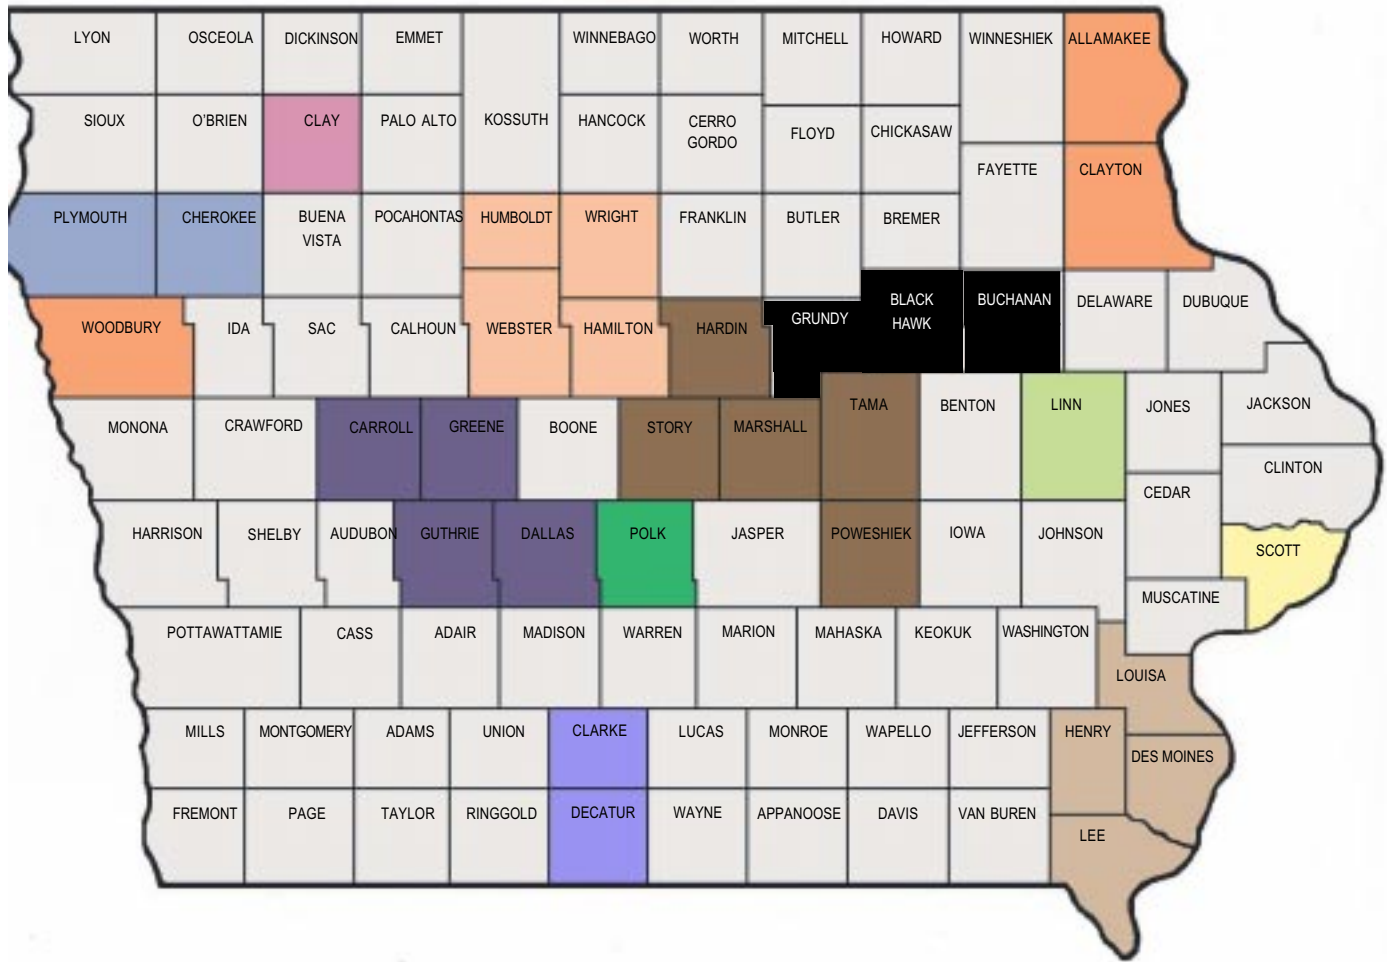 LYON
OSCEOLA
DICKINSON
EMMET
WINNEBAGO
WORTH
MITCHELL
HOWARD
WINNESHIEK
ALLAMAKEE
SIOUX
O'BRIEN
CLAY
PALO ALTO
KOSSUTH
HANCOCK
CERRO
GORDO
FLOYD
CHICKASAW
FAYETTE
CLAYTON
PLYMOUTH
CHEROKEE
BUENA
VISTA
POCAHONTAS
HUMBOLDT
WRIGHT
FRANKLIN
BUTLER
BREMER
WOODBURY
IDA
SAC
CALHOUN
WEBSTER
HAMILTON
HARDIN
GRUNDY
BLACK
HAWK
BUCHANAN
DELAWARE
DUBUQUE
MONONA
CRAWFORD
CARROLL
GREENE
BOONE
STORY
MARSHALL
TAMA
BENTON
LINN
JONES
JACKSON
CLINTON
CEDAR
HARRISON
SHELBY
AUDUBON
GUTHRIE
DALLAS
POLK
JASPER
POWESHIEK
IOWA
JOHNSON
SCOTT
MUSCATINE
POTTAWATTAMIE
CASS
ADAIR
MADISON
WARREN
MARION
MAHASKA
KEOKUK
WASHINGTON
LOUISA
MILLS
MONTGOMERY
ADAMS
UNION
CLARKE
LUCAS
MONROE
WAPELLO
JEFFERSON
HENRY
DES MOINES
FREMONT
PAGE
TAYLOR
RINGGOLD
DECATUR
WAYNE
APPANOOSE
DAVIS
VAN BUREN
LEE